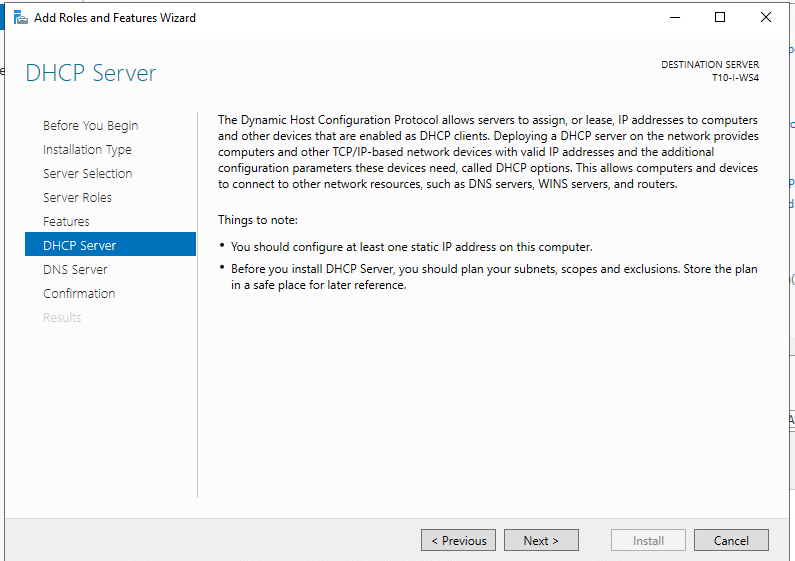 Add Roles and Features Wizard
DHCP Server
DESTINATION SERVER
T10-I-WS4
Before You Begin
Installation Type
Server Selection
Server Roles
Features
DHCP Server
DNS Server
Confirmation
Results
The Dynamic Host Configuration Protocol allows servers to assign, or lease, IP addresses to computers
and other devices that are enabled as DHCP clients. Deploying a DHCP server on the network provides
computers and other TCP/IP-based network devices with valid IP addresses and the additional
configuration parameters these devices need, called DHCP options. This allows computers and devices
to connect to other network resources, such as DNS servers, WINS servers, and routers.
Things to note:
• You should configure at least one static IP address on this computer.
• Before you install DHCP Server, you should plan your subnets, scopes and exclusions. Store the plan
in a safe place for later reference.
< Previous
Next >
Install
Cancel